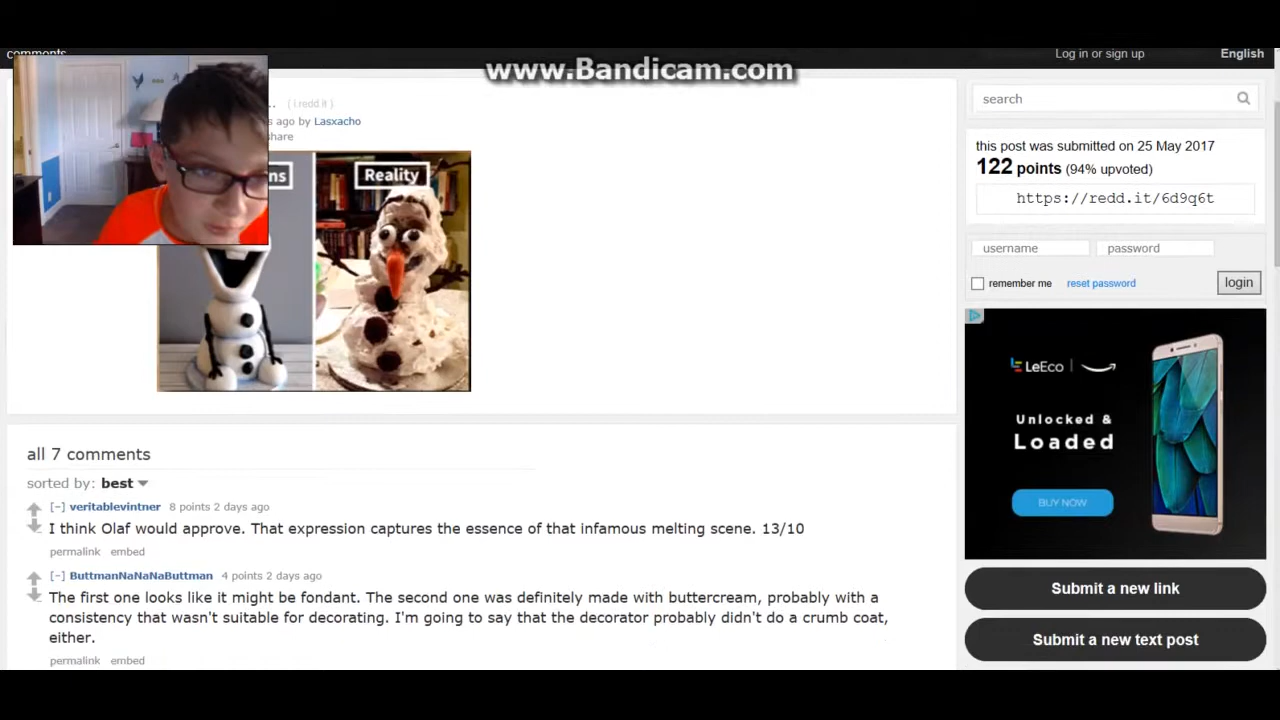 comments
www.Bandicam.com
Log in or sign up
English
( i.redd.it )
s ago by Lasxacho
share
ns
Reality
search
this post was submitted on 25 May 2017
122 points (94% upvoted)
https://redd.it/6d9q6t
username
password
remember me
reset password
login
LeEco
Unlocked &
Loaded
BUY NOW
Submit a new link
Submit a new text post
all 7 comments
sorted by: best
[–] veritablevintner 8 points 2 days ago
I think Olaf would approve. That expression captures the essence of that infamous melting scene. 13/10
permalink embed
[–] ButtmanNaNaNaButtman 4 points 2 days ago
The first one looks like it might be fondant. The second one was definitely made with buttercream, probably with a
consistency that wasn't suitable for decorating. I'm going to say that the decorator probably didn't do a crumb coat,
either.
permalink embed